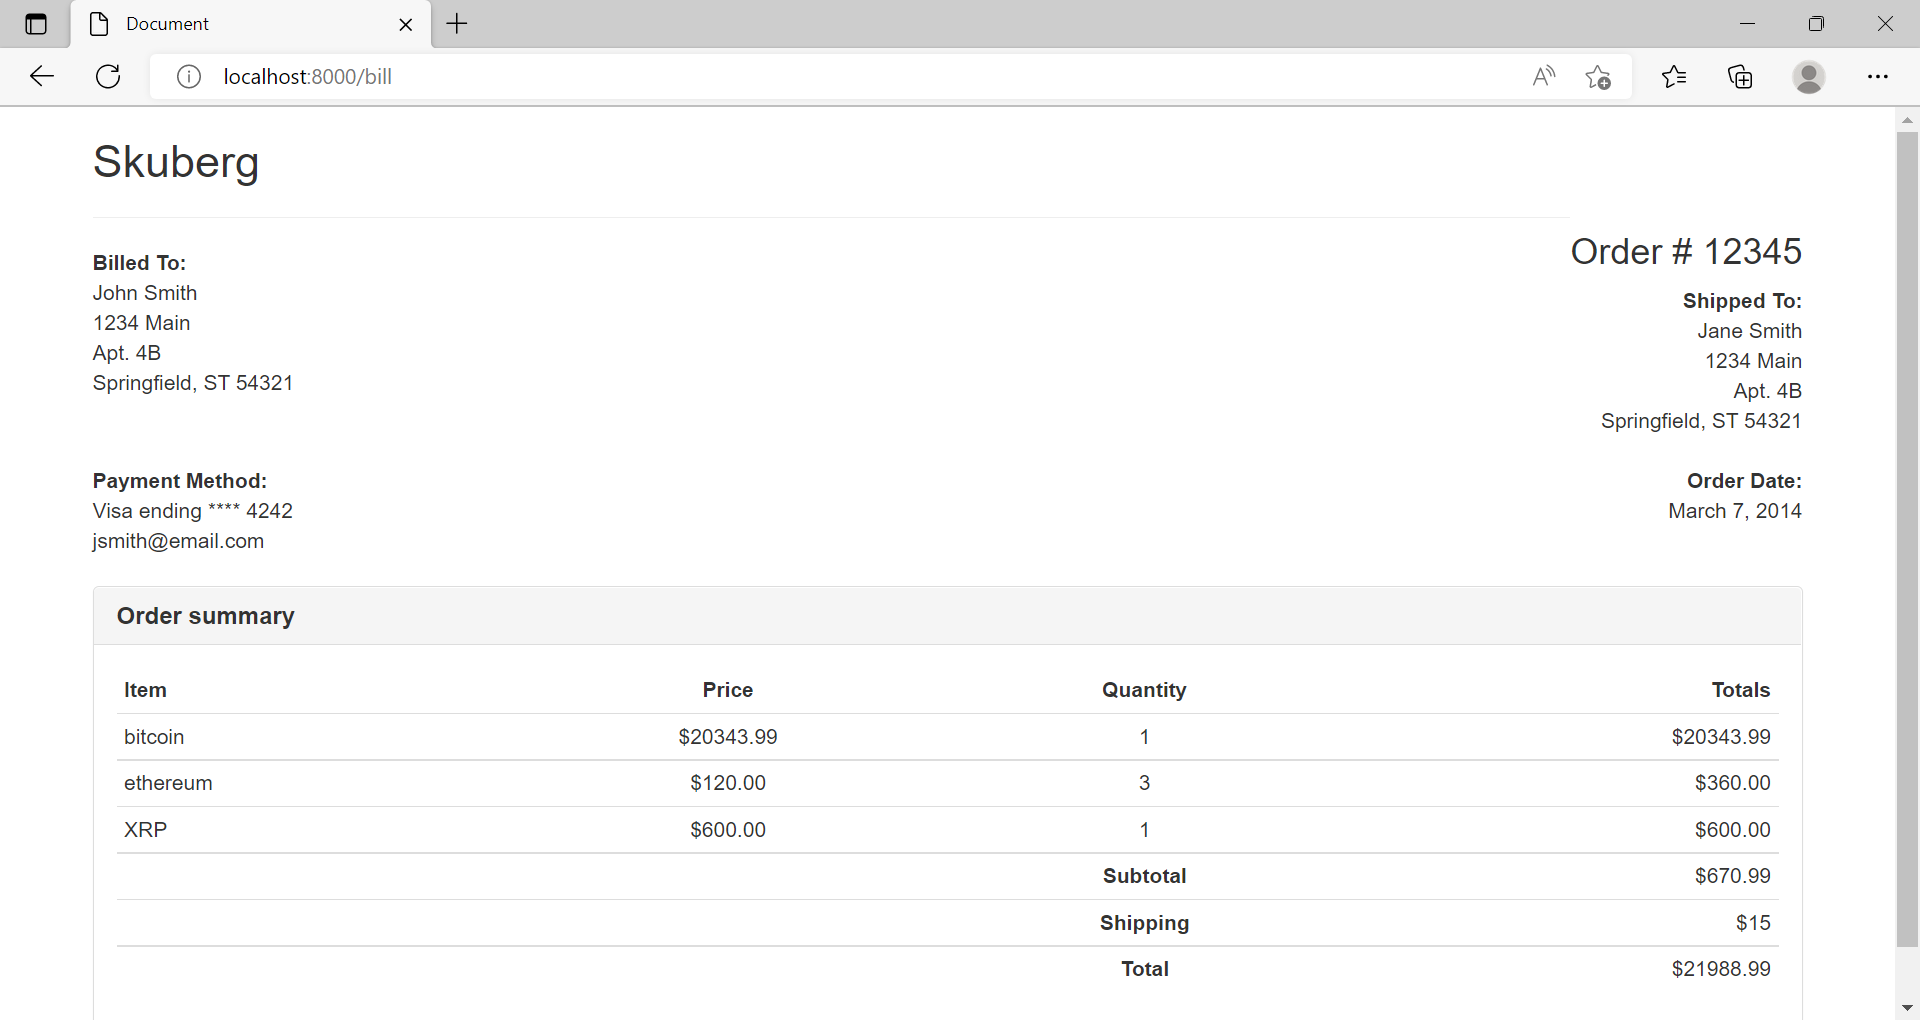 Document
localhost:8000/bill
Skuberg
Order # 12345
Billed To:
John Smith
1234 Main
Apt. 4B
Springfield, ST 54321
Shipped To:
Jane Smith
1234 Main
Apt. 4B
Springfield, ST 54321
Payment Method:
Visa ending **** 4242
jsmith@email.com
Order Date:
March 7, 2014
Order summary
Item Price Quantity Totals
bitcoin $20343.99 1 $20343.99
ethereum $120.00 3 $360.00
XRP $600.00 1 $600.00
Subtotal $670.99
Shipping $15
Total $21988.99